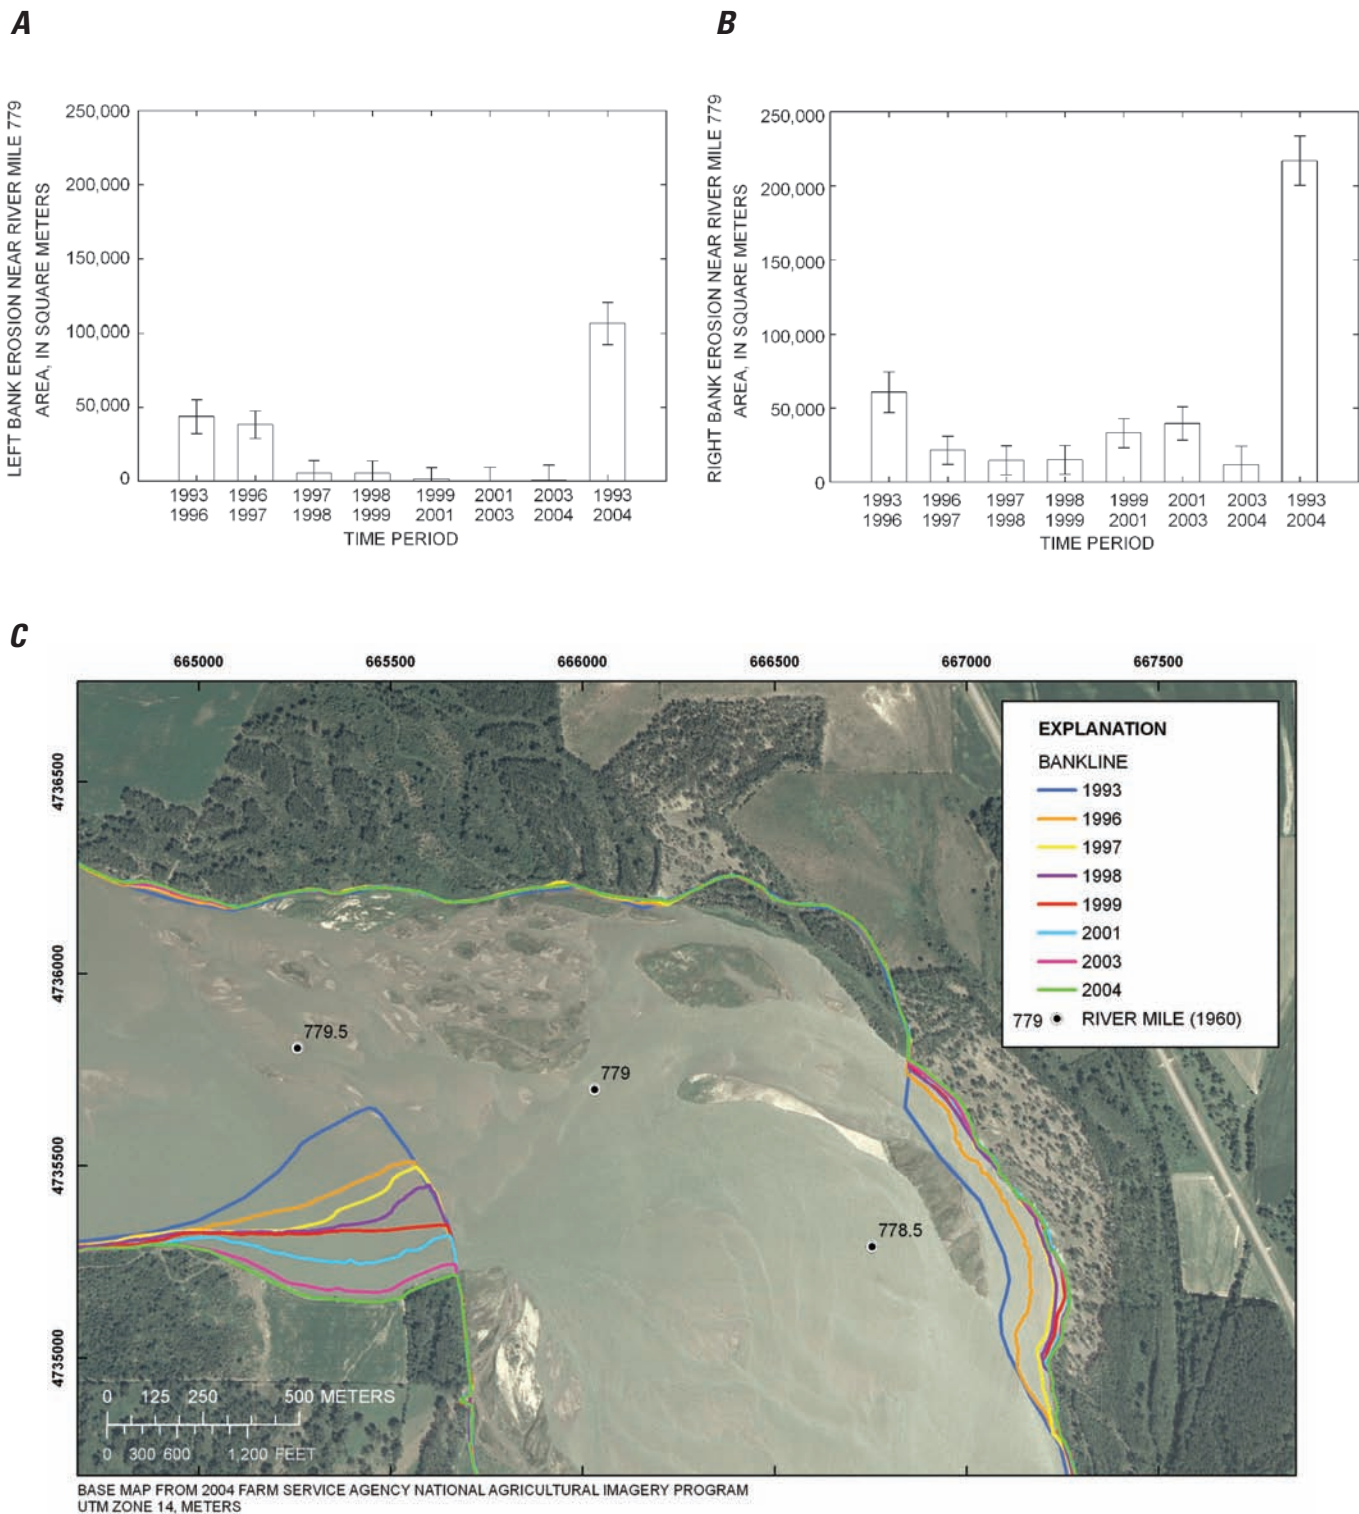 A
B
LEFT BANK EROSION NEAR RIVER MILE 779
AREA, IN SQUARE METERS
250,000
200,000
150,000
100,000
50,000
0
1993 1996 1997 1998 1999 2001 2003 1993
1996 1997 1998 1999 2001 2003 2004 2004
TIME PERIOD
RIGHT BANK EROSION NEAR RIVER MILE 779
AREA, IN SQUARE METERS
250,000
200,000
150,000
100,000
50,000
0
1993 1996 1997 1998 1999 2001 2003 1993
1996 1997 1998 1999 2001 2003 2004 2004
TIME PERIOD
C
665000 665500 666000 666500 667000 667500
4736500
4736000
4735500
4735000
EXPLANATION
BANKLINE
1993
1996
1997
1998
1999
2001
2003
2004
779 RIVER MILE (1960)
779.5
779
778.5
0 125 250 500 METERS
0 300 600 1,200 FEET
BASE MAP FROM 2004 FARM SERVICE AGENCY NATIONAL AGRICULTURAL IMAGERY PROGRAM
UTM ZONE 14, METERS